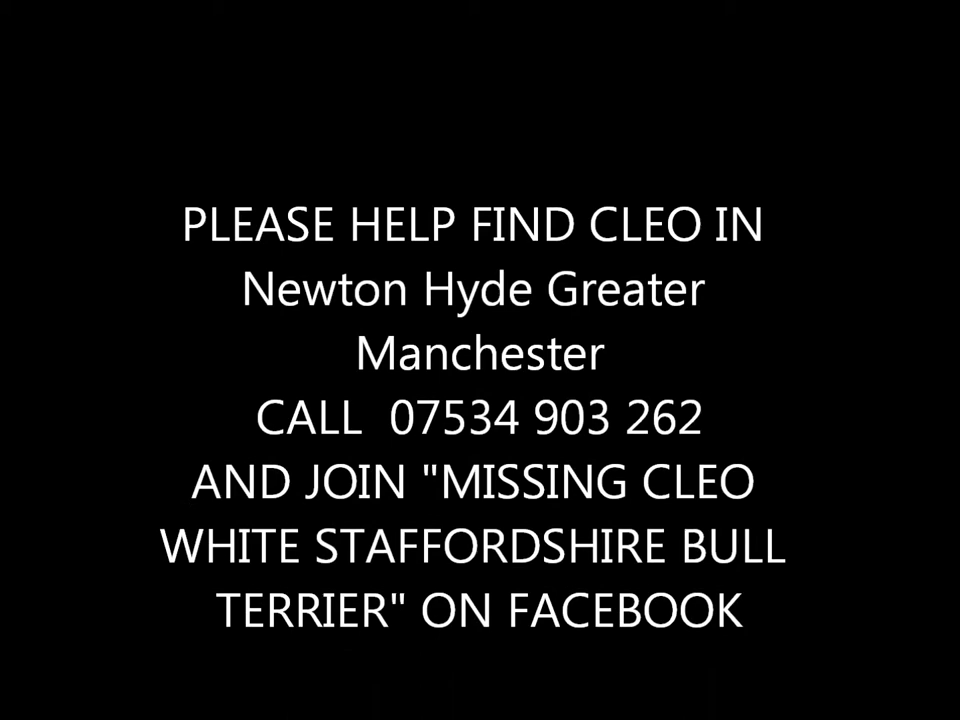 PLEASE HELP FIND CLEO IN
Newton Hyde Greater
Manchester
CALL  07534 903 262
AND JOIN "MISSING CLEO
WHITE STAFFORDSHIRE BULL
TERRIER" ON FACEBOOK